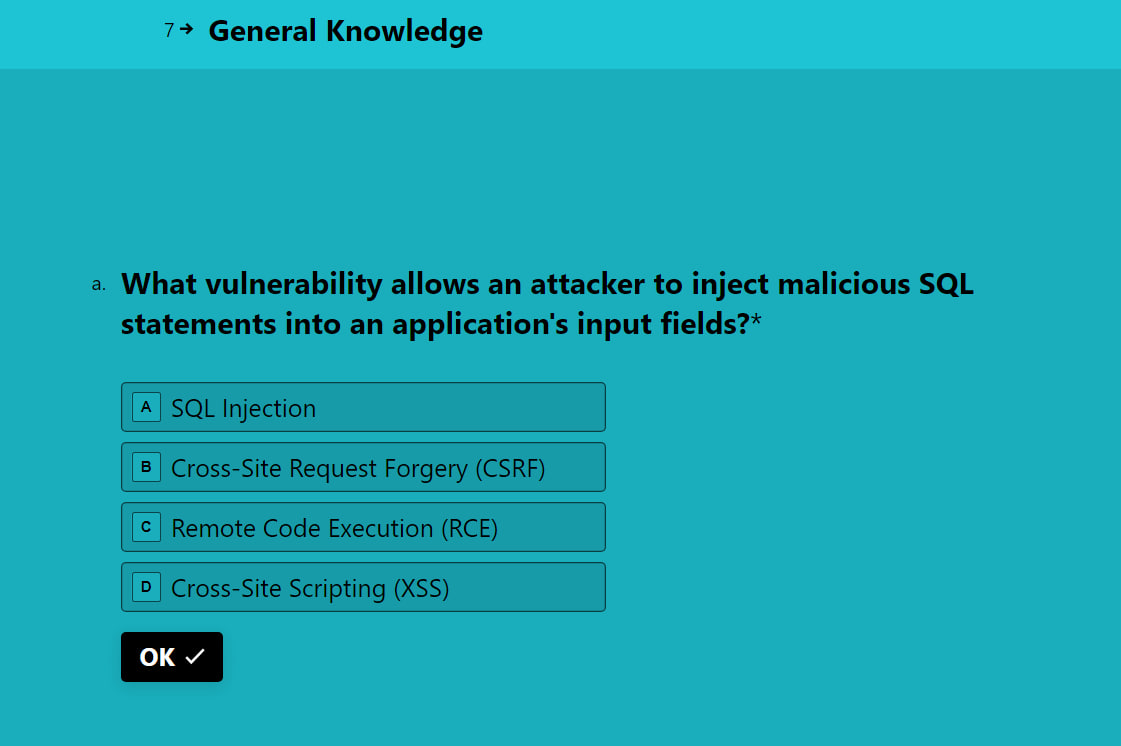 7→ General Knowledge
a. What vulnerability allows an attacker to inject malicious SQL
statements into an application's input fields?*
A SQL Injection
B Cross-Site Request Forgery (CSRF)
C Remote Code Execution (RCE)
D Cross-Site Scripting (XSS)
OK ✓